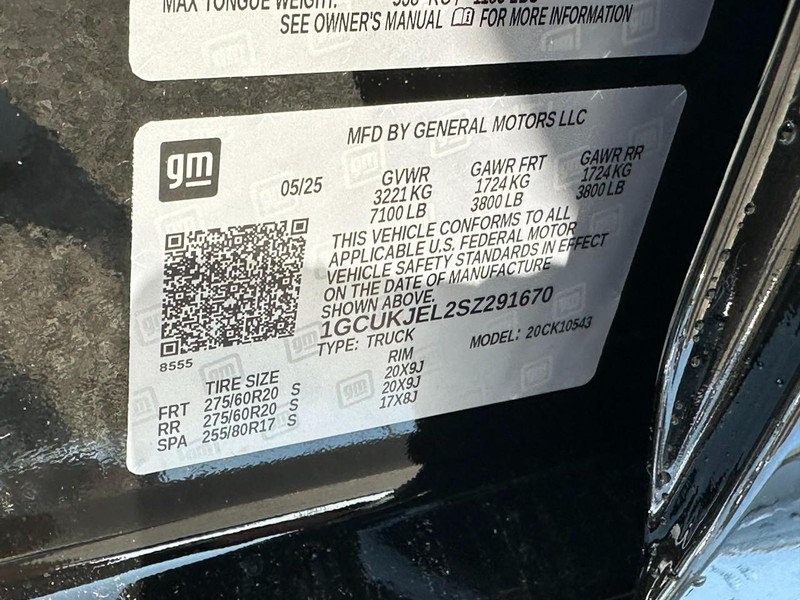 MAX TONGUE WEIGHT:
SEE OWNER'S MANUAL FOR MORE INFORMATION
gm
MFD BY GENERAL MOTORS LLC
05/25
GVWR GAWR FRT GAWR RR
3221 KG 1724 KG 1724 KG
7100 LB 3800 LB 3800 LB
THIS VEHICLE CONFORMS TO ALL
APPLICABLE U.S. FEDERAL MOTOR
VEHICLE SAFETY STANDARDS IN EFFECT
ON THE DATE OF MANUFACTURE
SHOWN ABOVE.
1GCUKJEL2SZ291670
TYPE: TRUCK MODEL: 20CK10543
8555
TIRE SIZE RIM
FRT 275/60R20 S 20X9J
RR 275/60R20 S 20X9J
SPA 255/80R17 S 17X8J